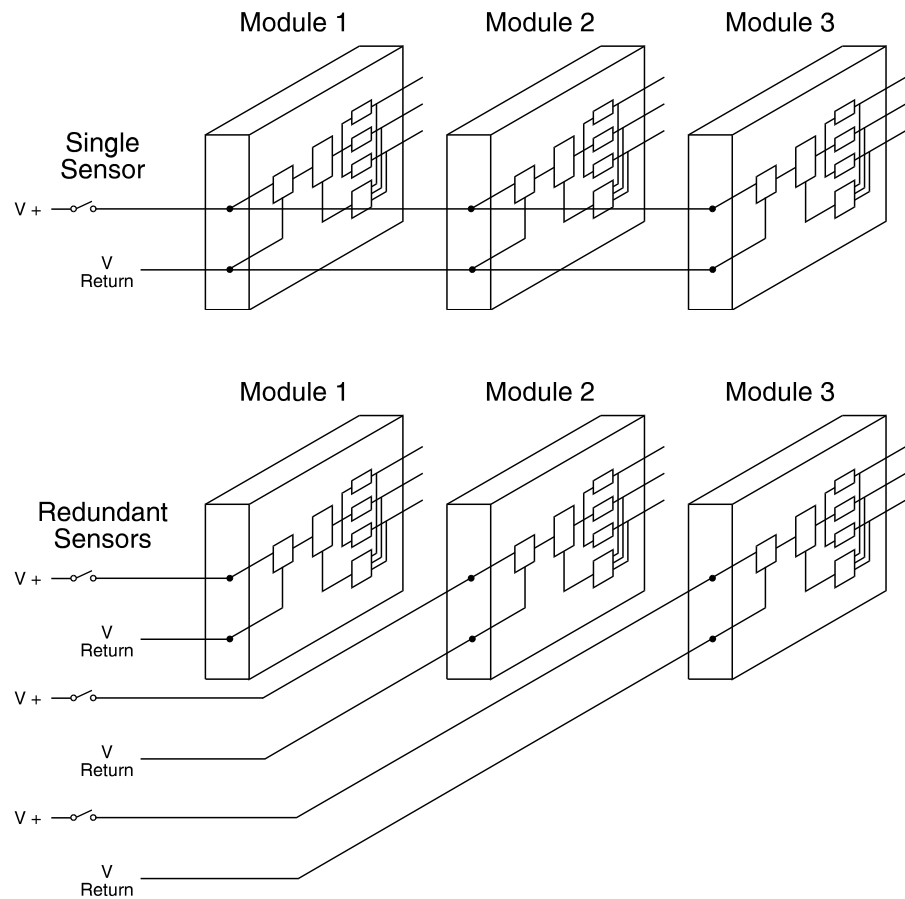 Module 1
Module 2
Module 3
Single
Sensor
V +
V
Return
Module 1
Module 2
Module 3
Redundant
Sensors
V +
V
Return
V +
V
Return
V +
V
Return